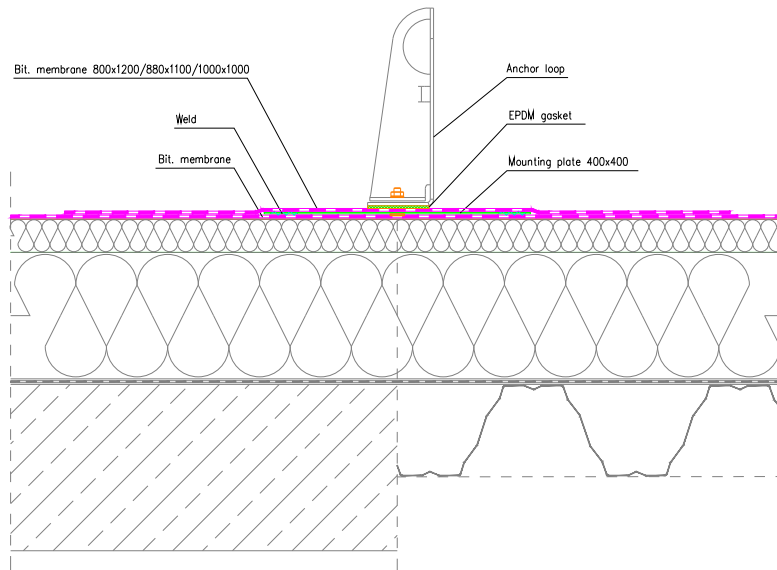 Bit. membrane 800x1200/880x1100/1000x1000
Anchor loop
Weld
EPDM gasket
Bit. membrane
Mounting plate 400x400